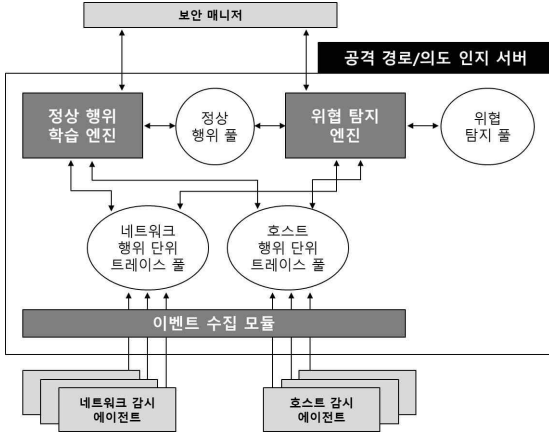 보안 매니저
공격 경로/의도 인지 서버
정상 행위
학습 엔진
정상
행위 풀
위협 탐지
엔진
위협
탐지 풀
네트워크
행위 단위
트레이스 풀
호스트
행위 단위
트레이스 풀
이벤트 수집 모듈
네트워크 감시
에이전트
호스트 감시
에이전트